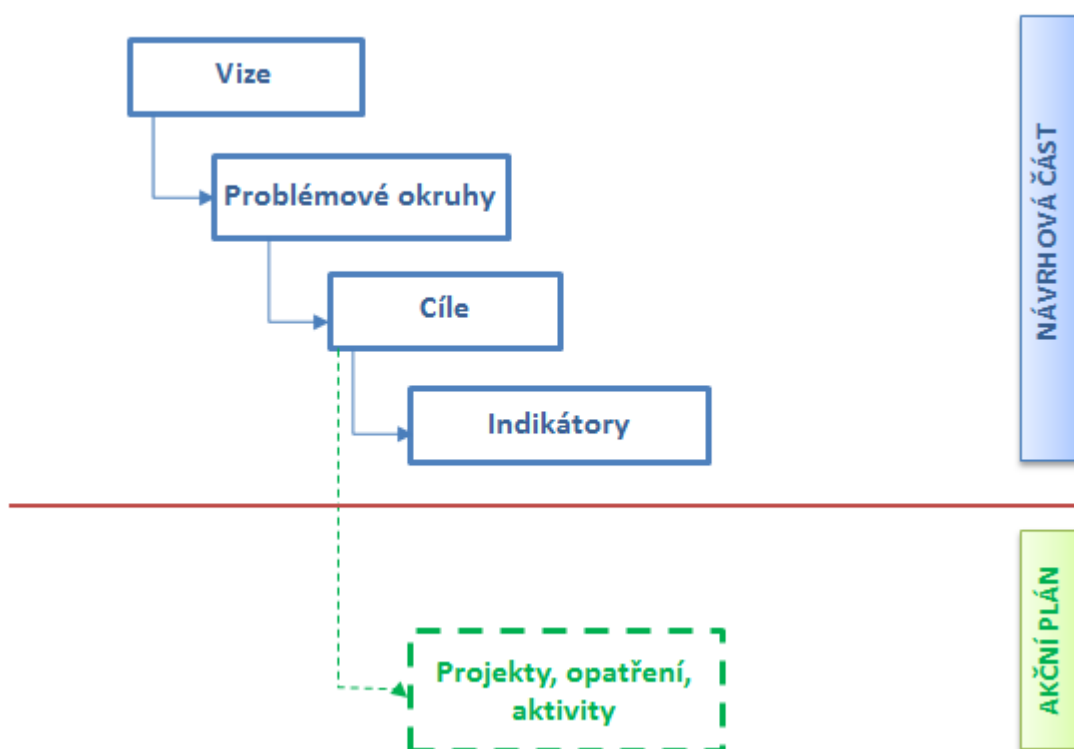 Vize
Problémové okruhy
Cíle
Indikátory
NÁVRHOVÁ ČÁST
Projekty, opatření,
aktivity
AKČNÍ PLÁN